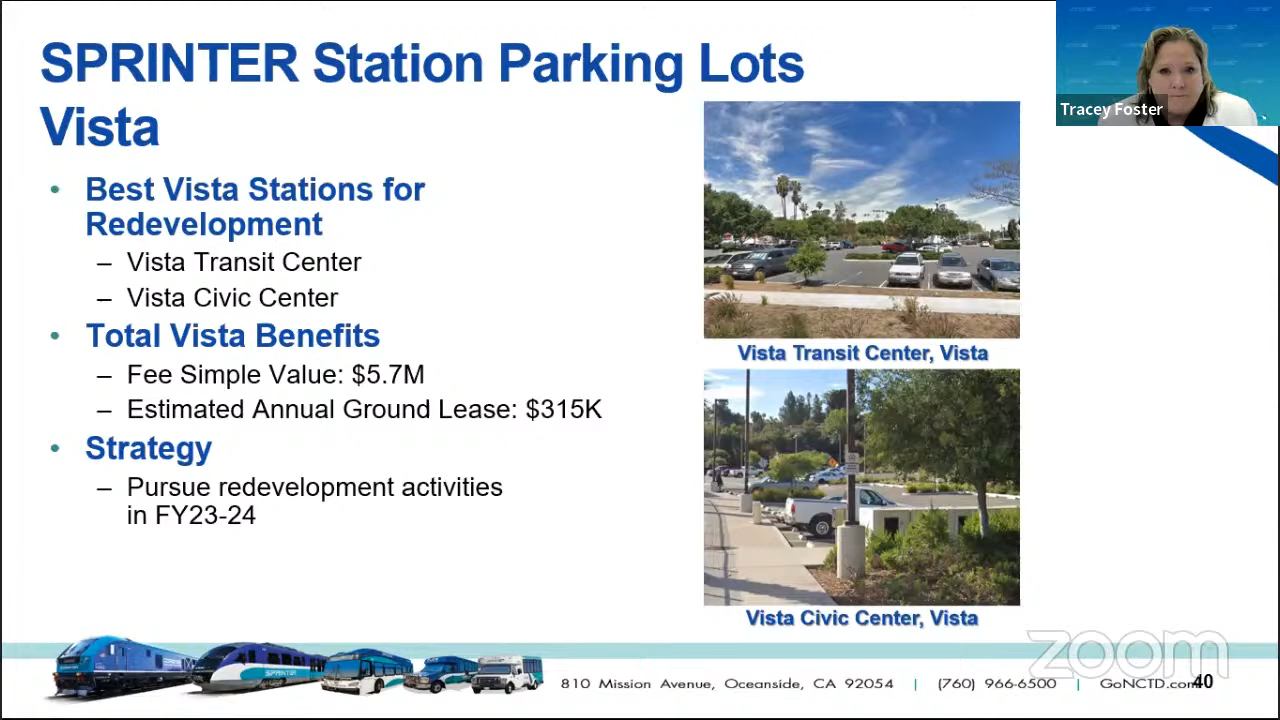 SPRINTER Station Parking Lots
Vista
• Best Vista Stations for
Redevelopment
– Vista Transit Center
– Vista Civic Center
• Total Vista Benefits
– Fee Simple Value: $5.7M
– Estimated Annual Ground Lease: $315K
• Strategy
– Pursue redevelopment activities
in FY23-24
Tracey Foster
Vista Transit Center, Vista
Vista Civic Center, Vista
SPRINTER
zoom
810 Mission Avenue, Oceanside, CA 92054 | (760) 966-6500 | GoNCTD.com 40